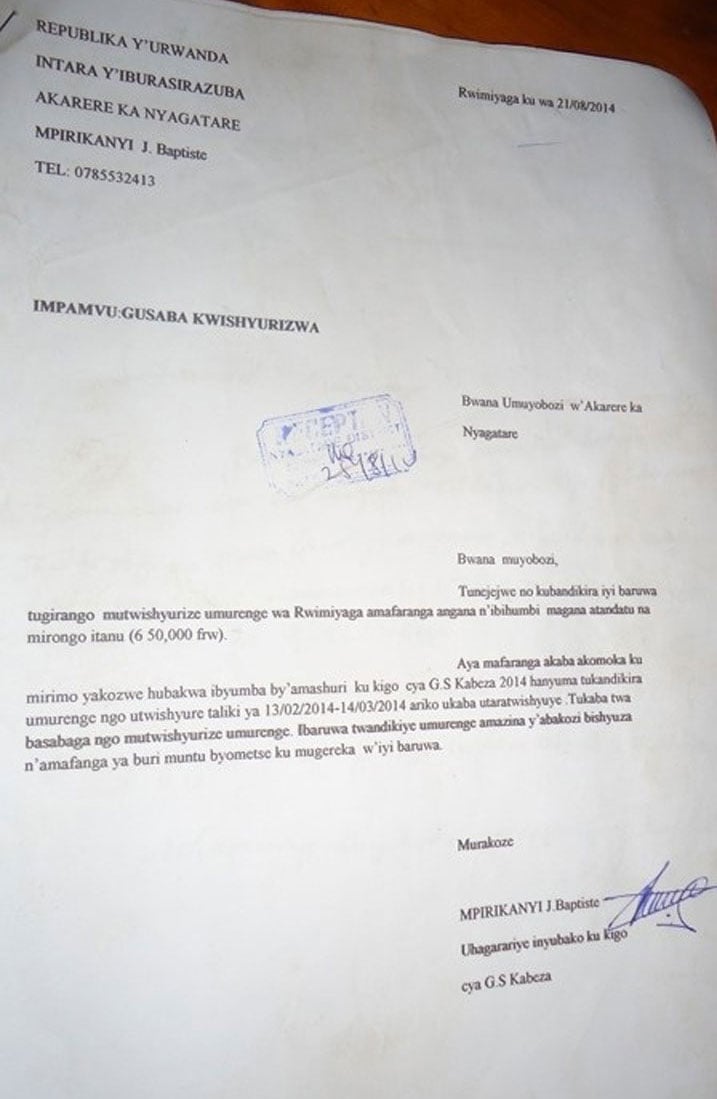 REPUBLIKA Y'URWANDA
INTARA Y'IBURASIRAZUBA
AKARERE KA NYAGATARE
MPIRIKANYI J. Baptiste
TEL: 0785532413
Rwimiyaga ku wa 21/08/2014
IMPAMVU:GUSABA KWISHYURIZWA
Bwana Umuyobozi w'Akarere ka
Nyagatare
RECEPTION
Bwana muyobozi,
Tunejejwe no kubandikira iyi baruwa
tugirango mutwishyurize umurenge wa Rwimiyaga amafaranga angana n'ibihumbi magana atandatu na
mirongo itanu (6 50,000 frw).
Aya mafaranga akaba akomoka ku
mirimo yakozwe hubakwa ibyumba by'amashuri ku kigo cya G.S Kabeza 2014 hanyuma tukandikira
umurenge ngo utwishyure taliki ya 13/02/2014-14/03/2014 ariko ukaba utaratwishyuye .Tukaba twa
basabaga ngo mutwishyurize umurenge. Ibaruwa twandikiye umurenge amazina y'abakozi bishyuza
n'amafanga ya buri muntu byometse ku mugereka w'iyi baruwa.
Murakoze
MPIRIKANYI J.Baptiste
Uhagarariye inyubako ku kigo
cya G.S Kabeza